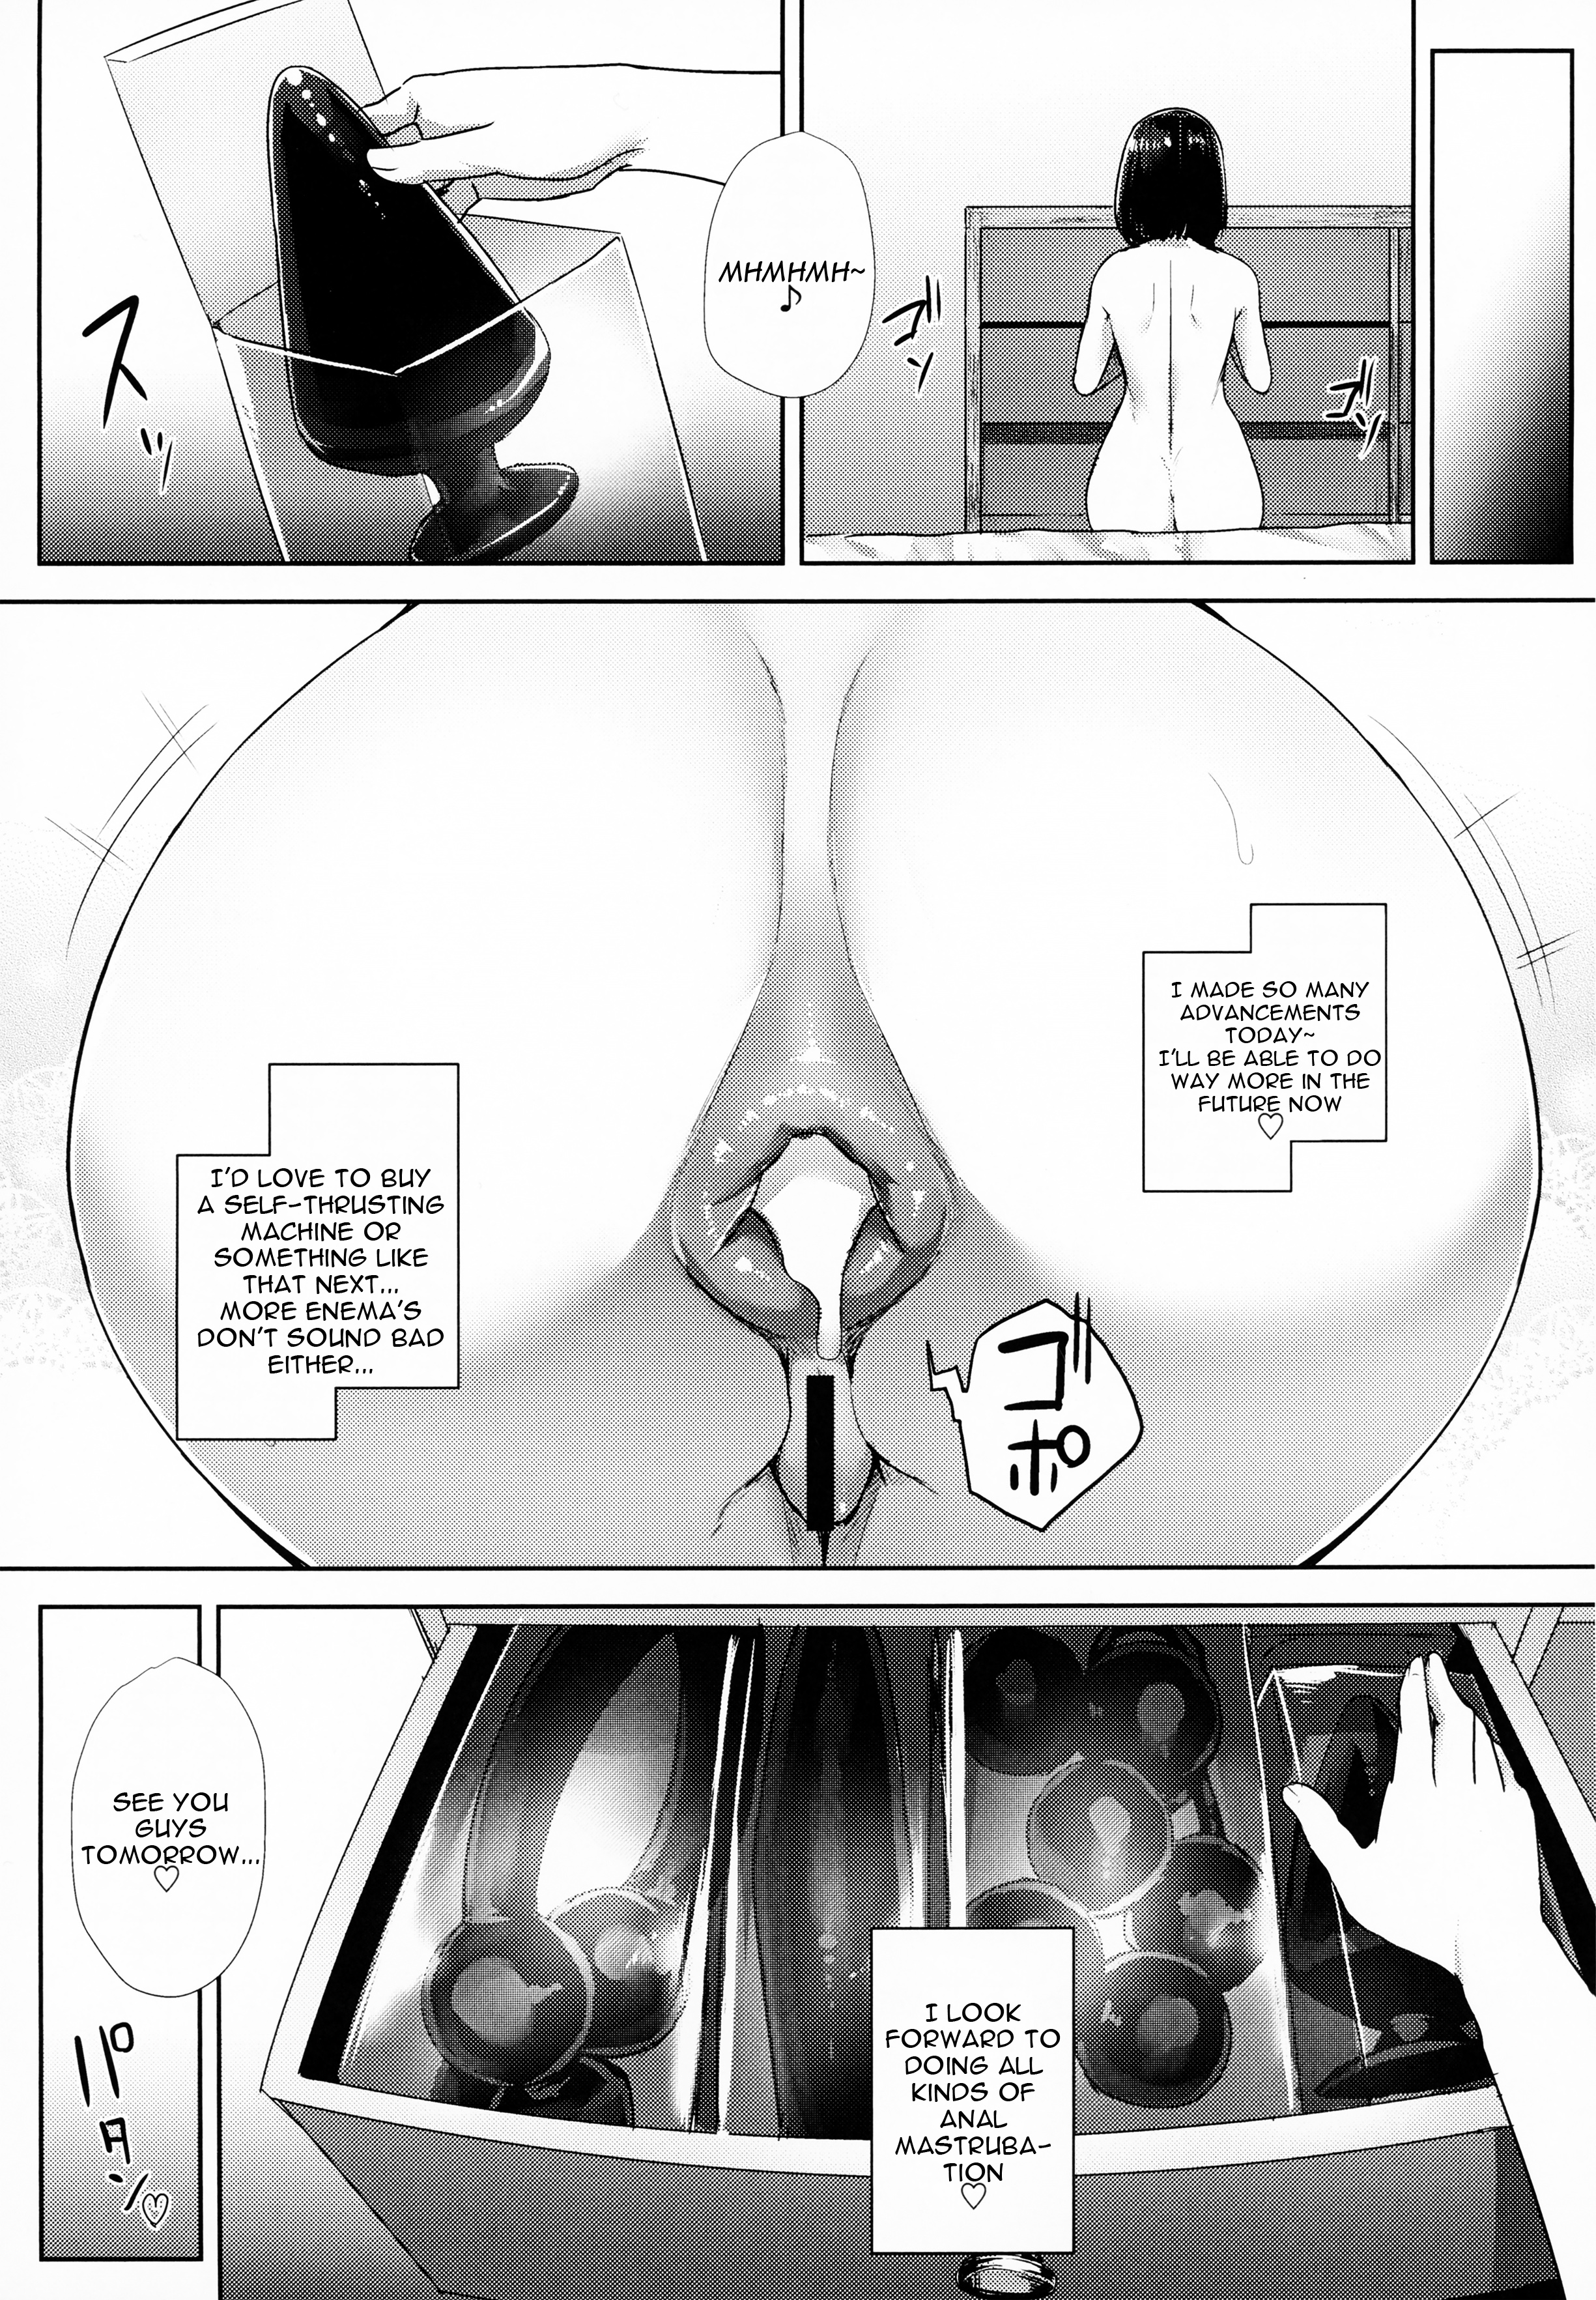 ゴソ
ゴソ
MHMHMH~
♪
スッ
I MADE SO MANY
ADVANCEMENTS
TODAY~
I'LL BE ABLE TO DO
WAY MORE IN THE
FUTURE NOW
♡
I'D LOVE TO BUY
A SELF-THRUSTING
MACHINE OR
SOMETHING LIKE
THAT NEXT...
MORE ENEMA'S
DON'T SOUND BAD
EITHER...
ゴポ
I LOOK
FORWARD TO
DOING ALL
KINDS OF
ANAL
MASTRUBA-
TION
♡
SEE YOU
GUYS
TOMORROW...
♡
パタン♡